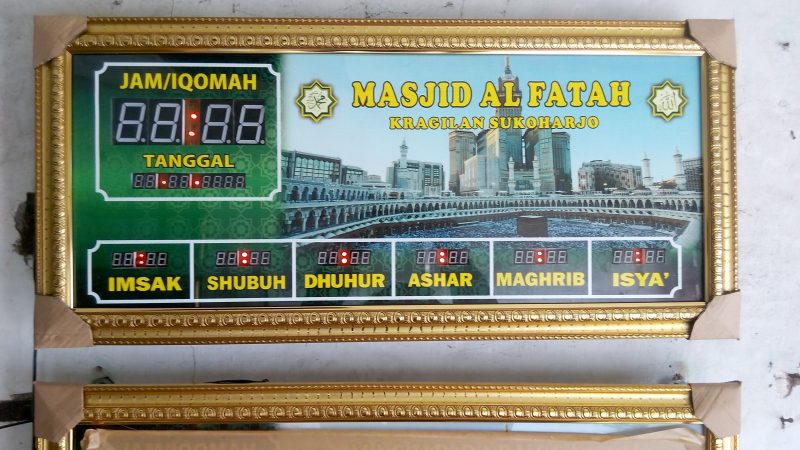 JAM/IQOMAH
TANGGAL
MASJID AL FATAH
KRAGILAN SUKOHARJO
IMSAK
SHUBUH
DHUHUR
ASHAR
MAGHRIB
ISYA'